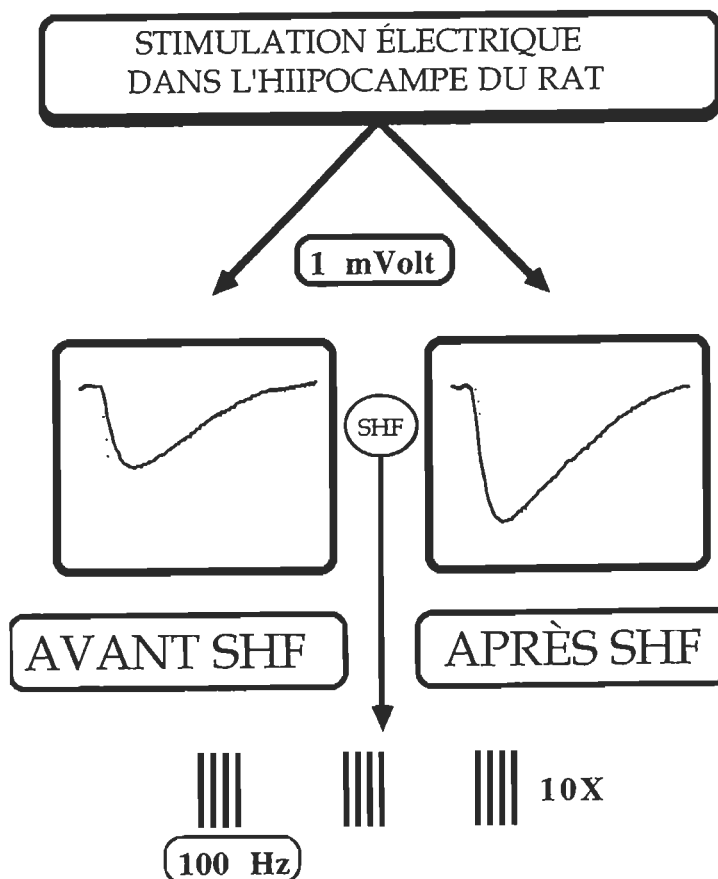 STIMULATION ÉLECTRIQUE
DANS L'HIIPOCAMPE DU RAT
1 mVolt
SHF
AVANT SHF
APRÈS SHF
10X
100 Hz